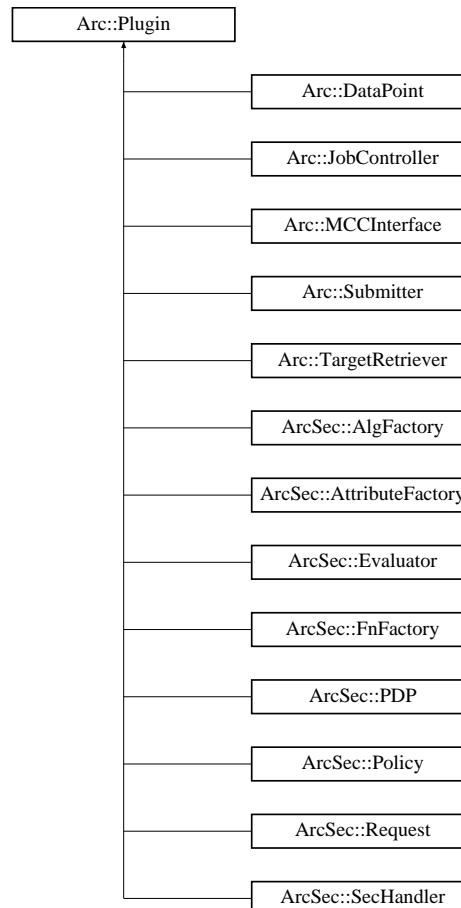 Arc::Plugin
Arc::DataPoint
Arc::JobController
Arc::MCCInterface
Arc::Submitter
Arc::TargetRetriever
ArcSec::AlgFactory
ArcSec::AttributeFactory
ArcSec::Evaluator
ArcSec::FnFactory
ArcSec::PDP
ArcSec::Policy
ArcSec::Request
ArcSec::SecHandler